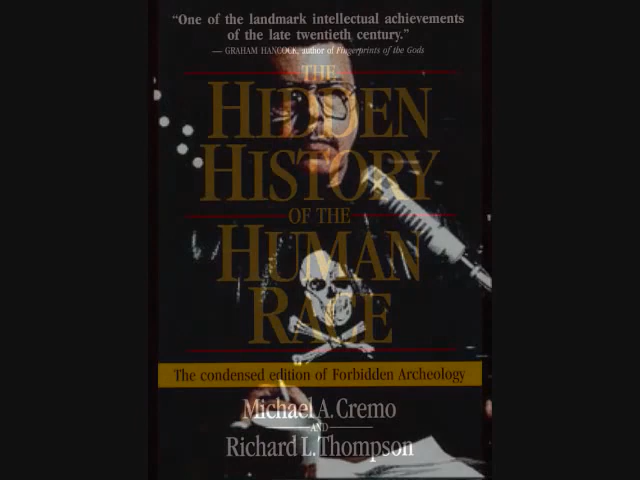 “One of the landmark intellectual achievements
of the late twentieth century.”
— GRAHAM HANCOCK, author of Fingerprints of the Gods
THE
HIDDEN
HISTORY
OF THE
HUMAN
RACE
The condensed edition of Forbidden Archeology
Michael A. Cremo
AND
Richard L. Thompson